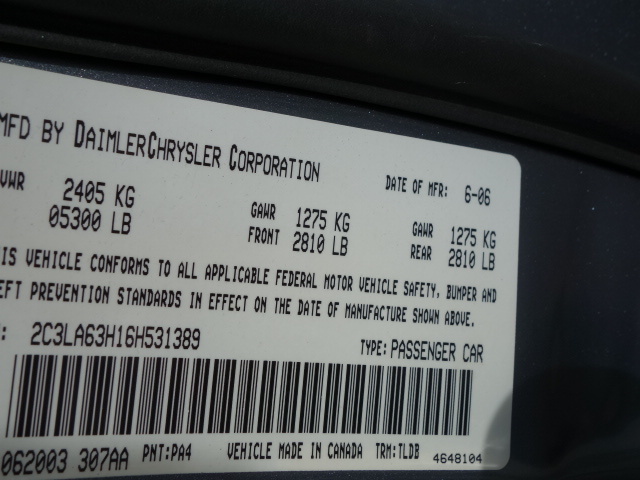 MFD BY DAIMLERCHRYSLER CORPORATION DATE OF MFR: 6-06
VWR 2405 KG GAWR 1275 KG GAWR 1275 KG
05300 LB FRONT 2810 LB REAR 2810 LB
IS VEHICLE CONFORMS TO ALL APPLICABLE FEDERAL MOTOR VEHICLE SAFETY, BUMPER AND
EFT PREVENTION STANDARDS IN EFFECT ON THE DATE OF MANUFACTURE SHOWN ABOVE.
: 2C3LA63H16H531389 TYPE: PASSENGER CAR
062003 307AA PNT: PA4 VEHICLE MADE IN CANADA TRM: TLDB 4648104